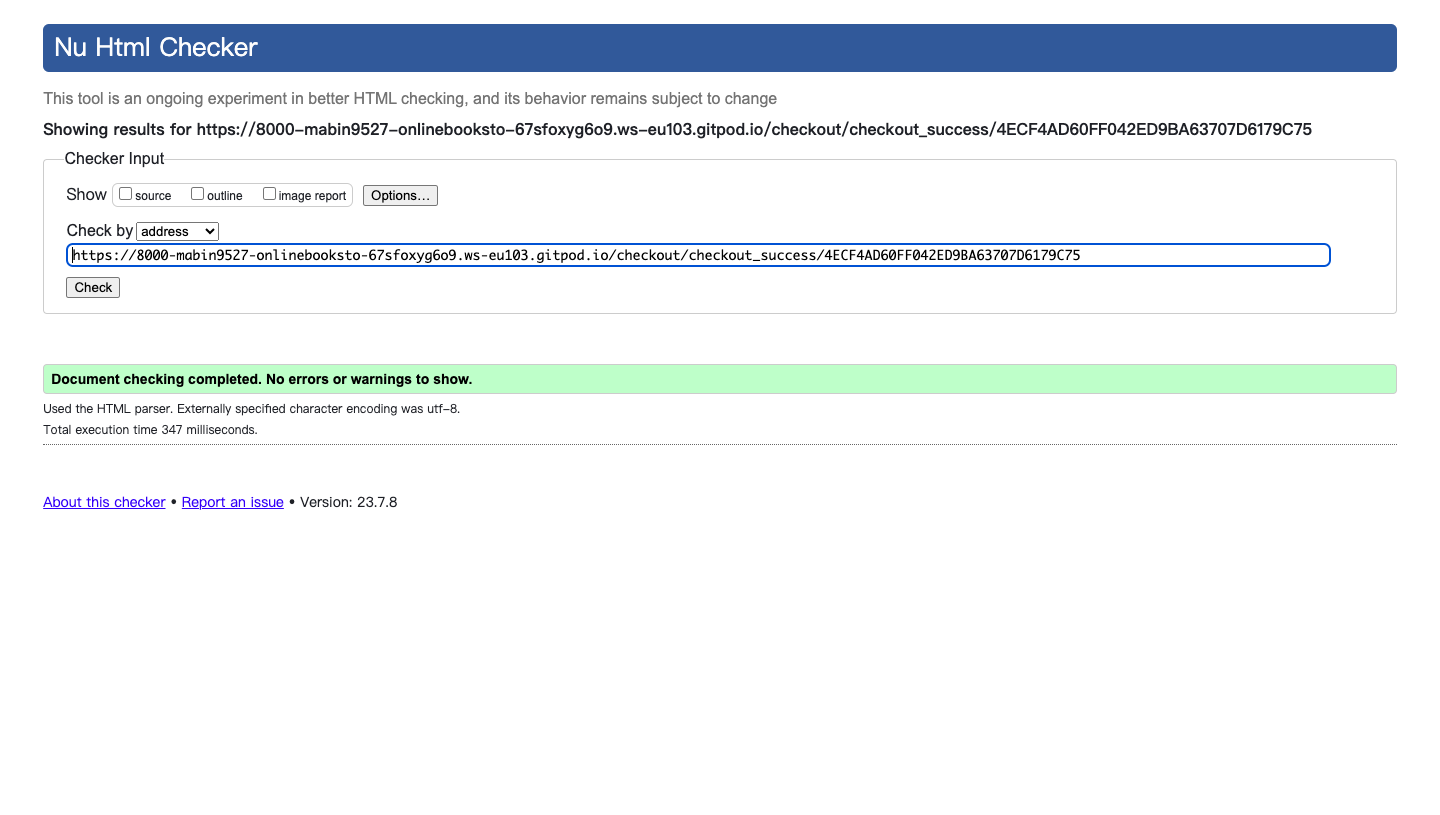 Nu Html Checker
This tool is an ongoing experiment in better HTML checking, and its behavior remains subject to change
Showing results for https://8000-mabin9527-onlinebooksto-67sfoxyg6o9.ws-eu103.gitpod.io/checkout/checkout_success/4ECF4AD60FF042ED9BA63707D6179C75
Checker Input
Show source outline image report Options...
Check by address
https://8000-mabin9527-onlinebooksto-67sfoxyg6o9.ws-eu103.gitpod.io/checkout/checkout_success/4ECF4AD60FF042ED9BA63707D6179C75
Check
Document checking completed. No errors or warnings to show.
Used the HTML parser. Externally specified character encoding was utf-8.
Total execution time 347 milliseconds.
About this checker • Report an issue • Version: 23.7.8